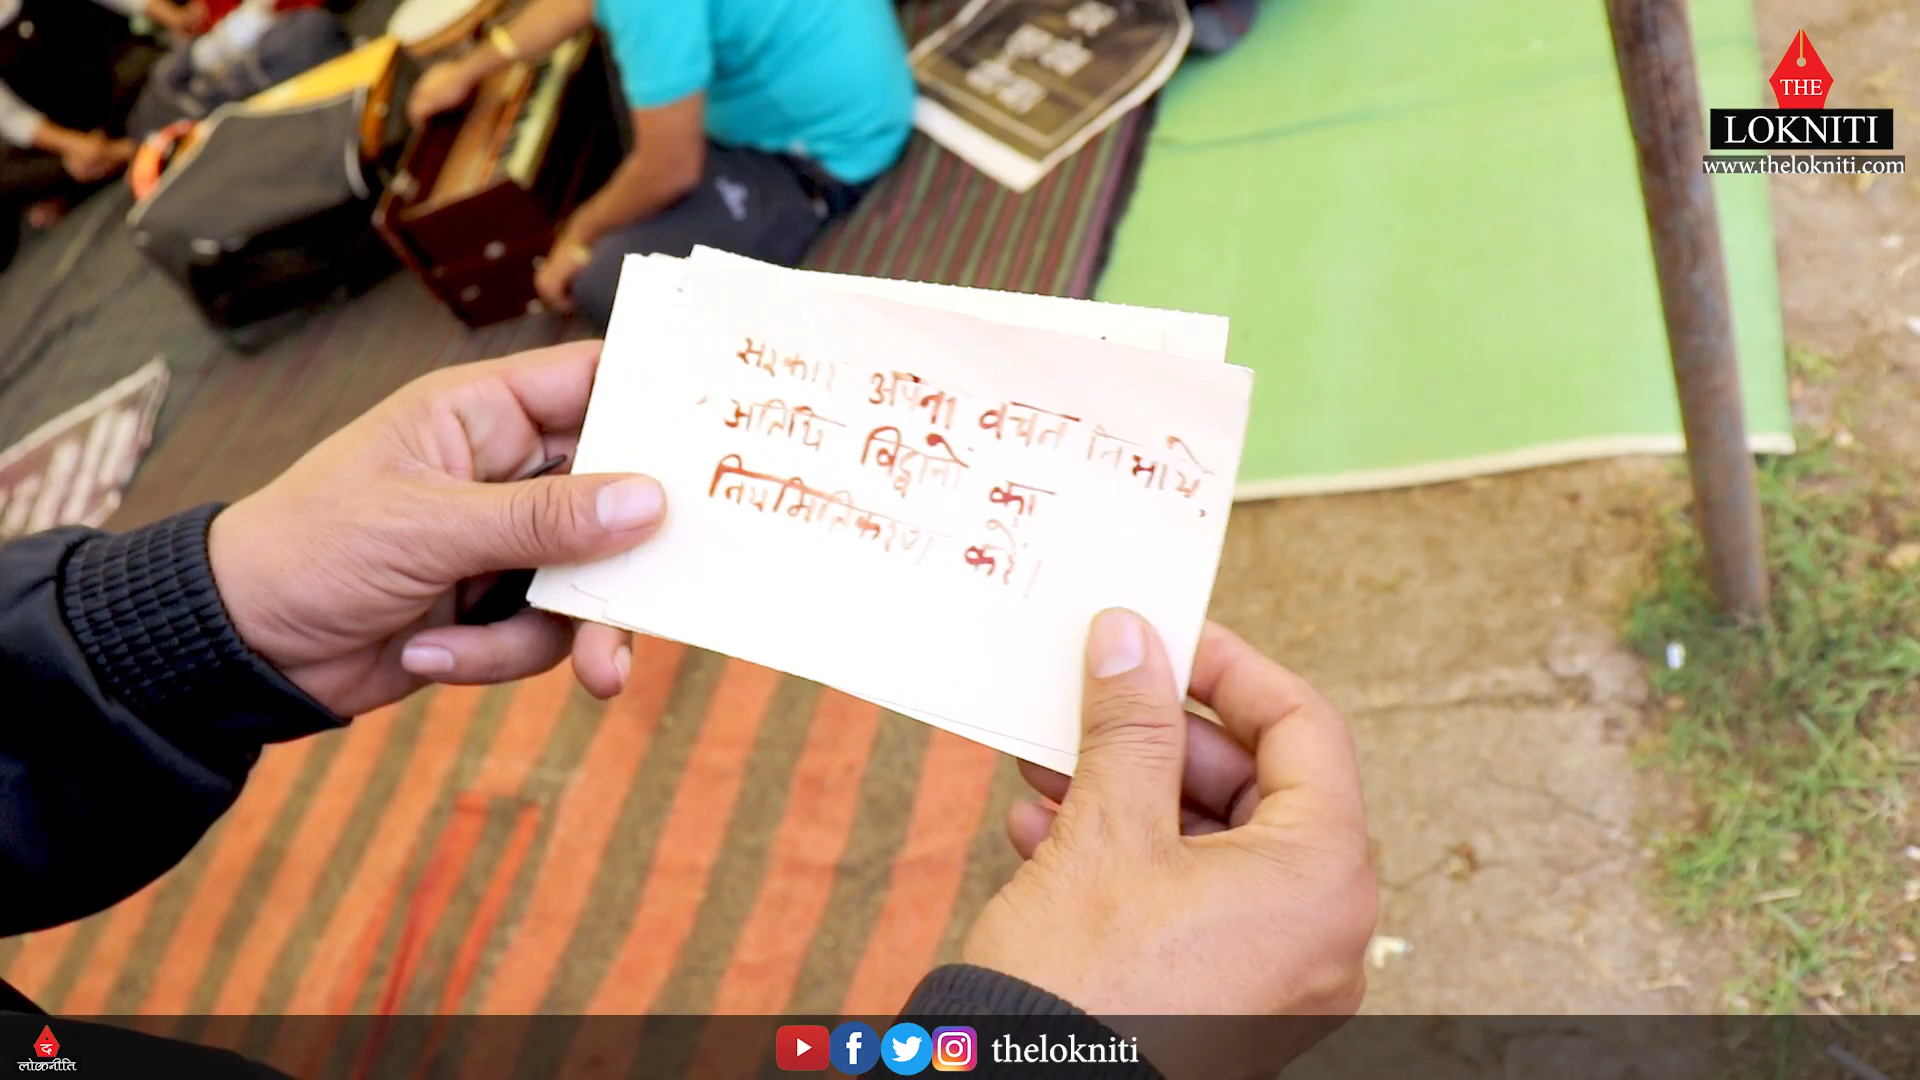 THE
LOKNITI
www.thelokniti.com
सरकार अपना वचन निभाये,
अतिथि विद्वानों का
नियमितिकरण करें।
द
लोकनीति
thelokniti